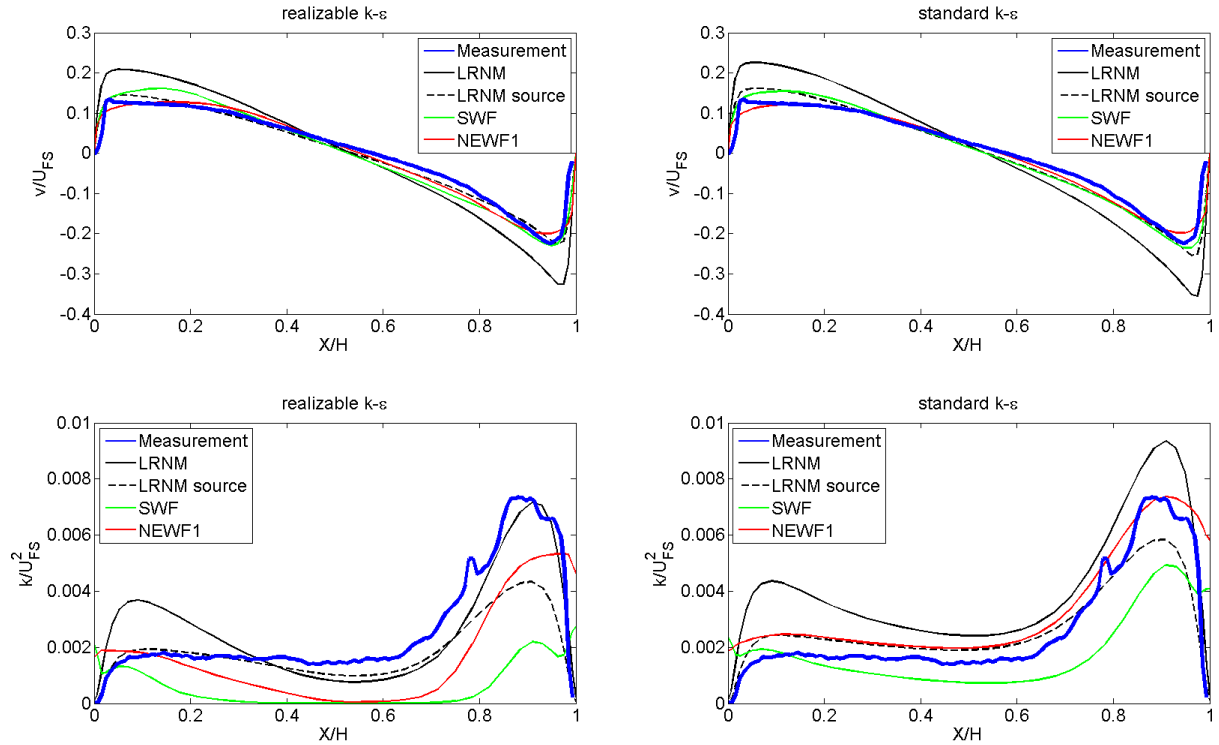 realizable k-ε
0.3
0.2
0.1
0
-0.1
-0.2
-0.3
-0.4
v/U_FS
0
0.2
0.4
0.6
0.8
1
X/H
Measurement
LRNM
LRNM source
SWF
NEWF1
standard k-ε
0.3
0.2
0.1
0
-0.1
-0.2
-0.3
-0.4
v/U_FS
0
0.2
0.4
0.6
0.8
1
X/H
Measurement
LRNM
LRNM source
SWF
NEWF1
realizable k-ε
0.01
0.008
0.006
0.004
0.002
0
k/U²_FS
0
0.2
0.4
0.6
0.8
1
X/H
Measurement
LRNM
LRNM source
SWF
NEWF1
standard k-ε
0.01
0.008
0.006
0.004
0.002
0
k/U²_FS
0
0.2
0.4
0.6
0.8
1
X/H
Measurement
LRNM
LRNM source
SWF
NEWF1